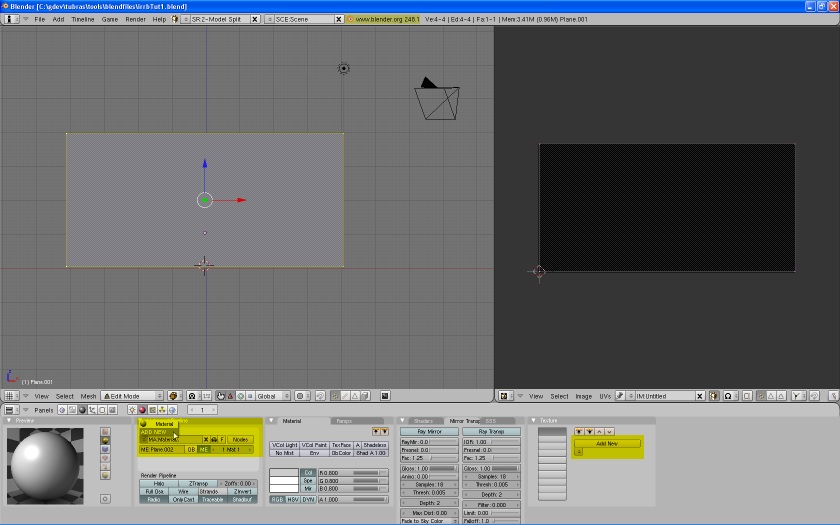 Blender [C:\gdev\tubras\tools\blendfiles\irrbTut1.blend]
File Add Timeline Game Render Help SR:2-Model Split SCE:Scene www.blender.org 248.1 Ve:4-4 | Ed:4-4 | Fa:1-1 | Mem:3.41M (0.98M) Plane.001
(1) Plane.001
View Select Mesh Edit Mode Global
View Select Image UVs IM:Untitled
Panels 1
Preview
Material
ADD NEW
MA:Material F Nodes
ME:Plane.002 OB ME 1 Mat 1
Render Pipeline
Halo ZTransp Zoffs: 0.00
Full Osa Wire Strands ZInvert
Radio OnlyCast Traceable Shadbuf
Material Ramps
VCol Light VCol Paint TexFace A Shadeless
No Mist Env ObColor Shad A 1.00
Col R 0.800
Spe G 0.800
Mir B 0.800
RGB HSV DYN A 1.000
Shaders Mirror Transp SSS
Ray Mirror Ray Transp
RayMir: 0.0 IOR: 1.00
Fresnel: 0.0 Fresnel: 0.0
Fac: 1.25 Fac: 1.25
Gloss: 1.00 Gloss: 1.00
Aniso: 0.00 Samples: 18
Samples: 18 Thresh: 0.005
Thresh: 0.005 Depth: 2
Depth: 2 Filter: 0.000
Max Dist: 0.00 Limit: 0.00
Fade to Sky Color Falloff: 1.0
Texture
Add New